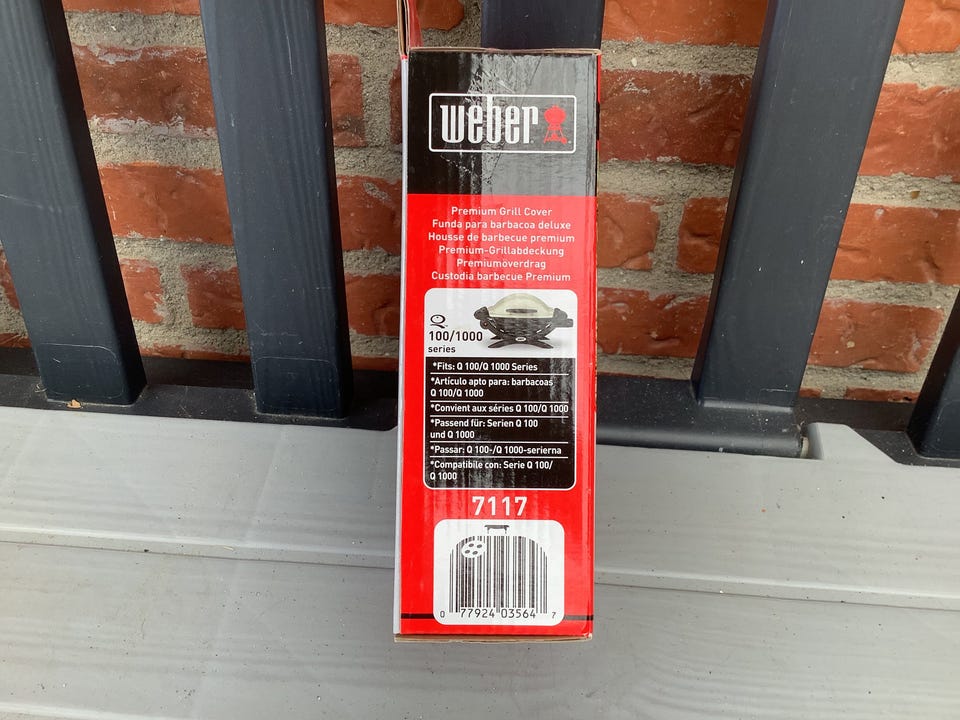 weber
Premium Grill Cover
Funda para barbacoa deluxe
Housse de barbecue premium
Premium-Grillabdeckung
Premiumöverdrag
Custodia barbecue Premium
Q
100/1000
series
*Fits: Q 100/Q 1000 Series
*Artículo apto para: barbacoas
Q 100/Q 1000
*Convient aux séries Q 100/Q 1000
*Passend für: Serien Q 100
und Q 1000
*Passar: Q 100-/Q 1000-serierna
*Compatibile con: Serie Q 100/
Q 1000
7117
0 77924 03564 7